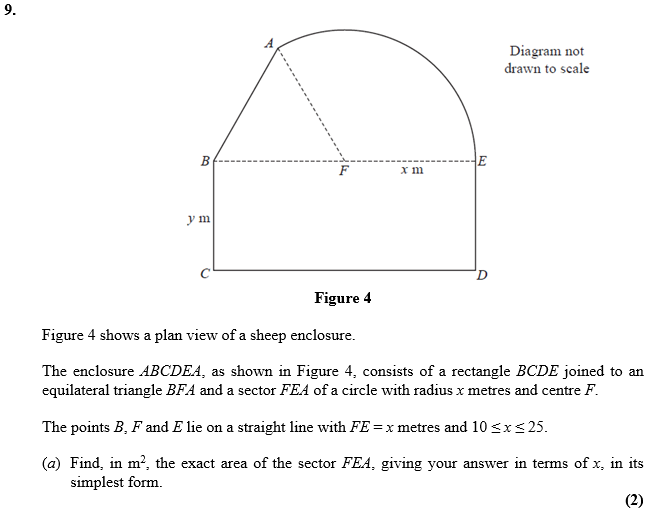 9.
A
Diagram not
drawn to scale
B
F
x m
E
y m
C
D
Figure 4
Figure 4 shows a plan view of a sheep enclosure.
The enclosure ABCDEA, as shown in Figure 4, consists of a rectangle BCDE joined to an
equilateral triangle BFA and a sector FEA of a circle with radius x metres and centre F.
The points B, F and E lie on a straight line with FE = x metres and 10 ≤ x ≤ 25.
(a) Find, in m², the exact area of the sector FEA, giving your answer in terms of x, in its
simplest form.
(2)